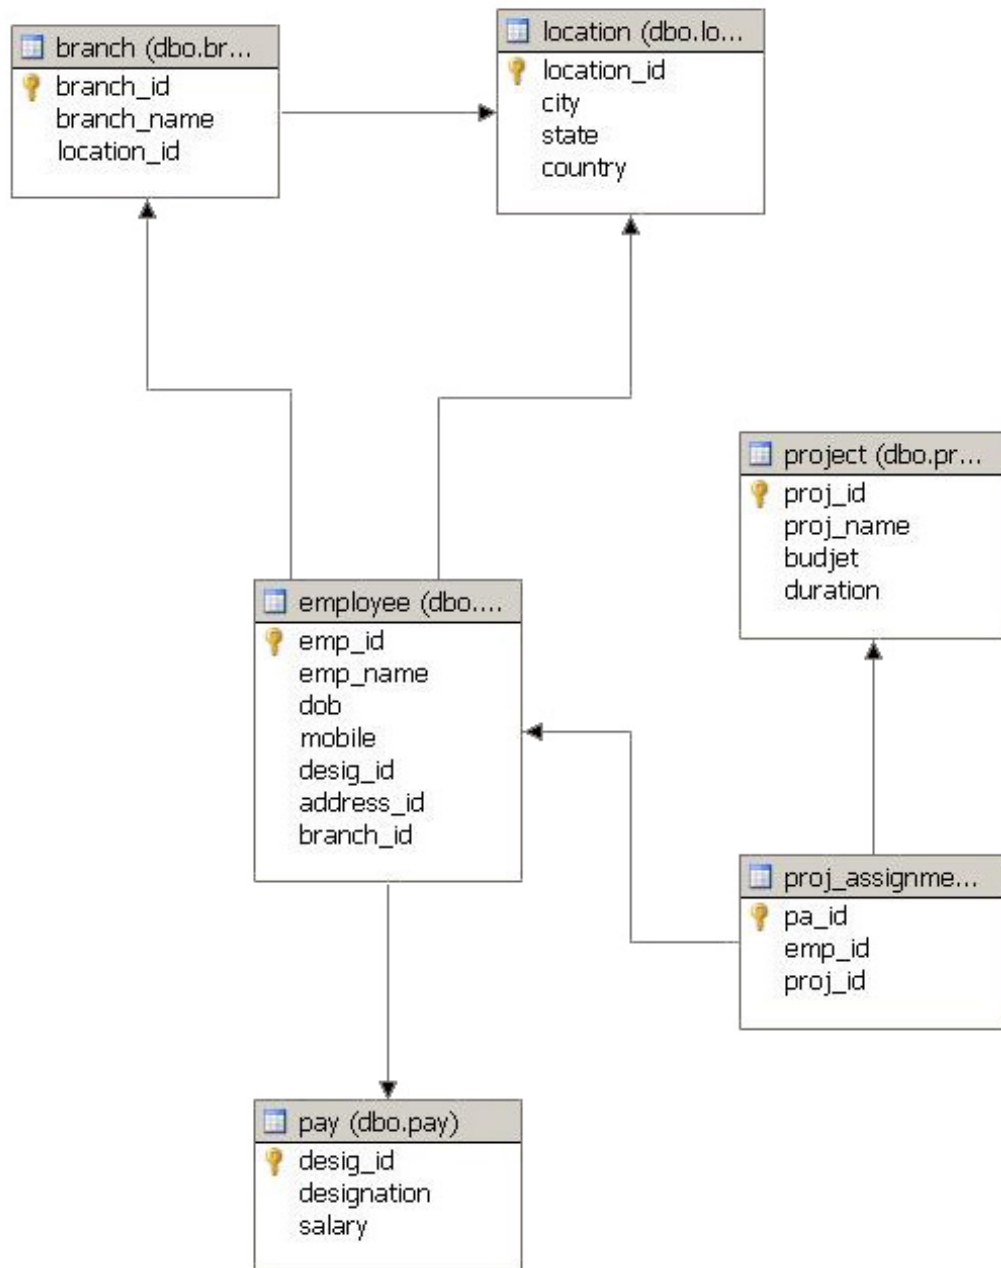 branch (dbo.br...
branch_id
branch_name
location_id
location (dbo.lo...
location_id
city
state
country
project (dbo.pr...
proj_id
proj_name
budjet
duration
employee (dbo....
emp_id
emp_name
dob
mobile
desig_id
address_id
branch_id
proj_assignme...
pa_id
emp_id
proj_id
pay (dbo.pay)
desig_id
designation
salary